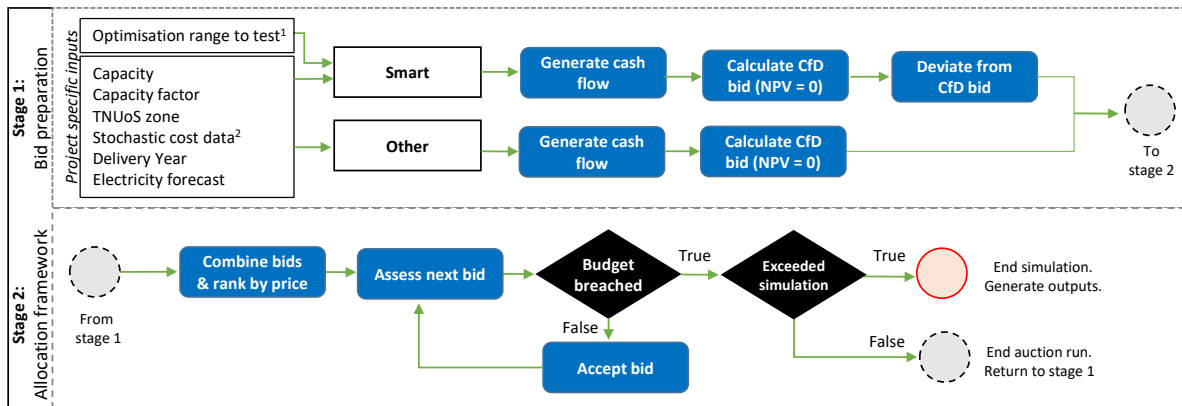 Stage 1:
Bid preparation
Project specific inputs
Optimisation range to test1
Capacity
Capacity factor
TNUoS zone
Stochastic cost data2
Delivery Year
Electricity forecast
Smart
Generate cash
flow
Calculate CfD
bid (NPV = 0)
Deviate from
CfD bid
Other
Generate cash
flow
Calculate CfD
bid (NPV = 0)
To
stage 2
Stage 2:
Allocation framework
From
stage 1
Combine bids
& rank by price
Assess next bid
Budget
breached
True
False
Accept bid
Exceeded
simulation
True
End simulation.
Generate outputs.
False
End auction run.
Return to stage 1